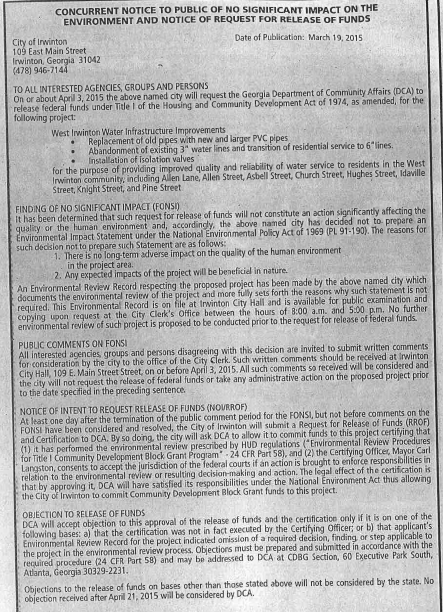 CONCURRENT NOTICE TO PUBLIC OF NO SIGNIFICANT IMPACT ON THE
ENVIRONMENT AND NOTICE OF REQUEST FOR RELEASE OF FUNDS
City of Irwinton
Date of Publication: March 19, 2015
109 East Main Street
Irwinton, Georgia 31042
(478) 946-7144
TO ALL INTERESTED AGENCIES, GROUPS AND PERSONS
On or about April 3, 2015 the above named city will request the Georgia Department of Community Affairs (DCA) to
release federal funds under Title I of the Housing and Community Development Act of 1974, as amended, for the
following project:
West Irwinton Water Infrastructure Improvements
• Replacement of old pipes with new and larger PVC pipes
• Abandonment of existing 3" water lines and transition of residential service to 6" lines.
• Installation of isolation valves
for the purpose of providing improved quality and reliability of water service to residents in the West
Irwinton community, including Allen Lane, Allen Street, Asbell Street, Church Street, Hughes Street, Idaville
Street, Knight Street, and Pine Street
FINDING OF NO SIGNIFICANT IMPACT (FONSI)
It has been determined that such request for release of funds will not constitute an action significantly affecting the
quality or the human environment and, accordingly, the above named city has decided not to prepare an
Environmental Impact Statement under the National Environmental Policy Act of 1969 (PL 91-190). The reasons for
such decision not to prepare such Statement are as follows:
1. There is no long-term adverse impact on the quality of the human environment
in the project area.
2. Any expected impacts of the project will be beneficial in nature.
An Environmental Review Record respecting the proposed project has been made by the above named city which
documents the environmental review of the project and more fully sets forth the reasons why such statement is not
required. This Environmental Record is on file at Irwinton City Hall and is available for public examination and
copying upon request at the City Clerk's Office between the hours of 8:00 a.m. and 5:00 p.m. No further
environmental review of such project is proposed to be conducted prior to the request for release of federal funds.
PUBLIC COMMENTS ON FONSI
All interested agencies, groups and persons disagreeing with this decision are invited to submit written comments
for consideration by the city to the office of the City Clerk. Such written comments should be received at Irwinton
City Hall, 109 E. Main Street Street, on or before April 3, 2015. All such comments so received will be considered and
the city will not request the release of federal funds or take any administrative action on the proposed project prior
to the date specified in the preceding sentence.
NOTICE OF INTENT TO REQUEST RELEASE OF FUNDS (NOI/RROF)
At least one day after the termination of the public comment period for the FONSI, but not before comments on the
FONSI have been considered and resolved, the City of Irwinton will submit a Request for Release of Funds (RROF)
and Certification to DCA. By so doing, the city will ask DCA to allow it to commit funds to this project certifying that
(1) it has performed the environmental review prescribed by HUD regulations ("Environmental Review Procedures
for Title I Community Development Block Grant Program" - 24 CFR Part 58), and (2) the Certifying Officer, Mayor Carl
Langston, consents to accept the jurisdiction of the federal courts if an action is brought to enforce responsibilities in
relation to the environmental review or resulting decision-making and action. The legal effect of the certification is
that by approving it, DCA will have satisfied its responsibilities under the National Environment Act thus allowing
the City of Irwinton to commit Community Development Block Grant funds to this project.
OBJECTION TO RELEASE OF FUNDS
DCA will accept objection to this approval of the release of funds and the certification only if it is on one of the
following bases: a) that the certification was not in fact executed by the Certifying Officer; or b) that applicant's
Environmental Review Record for the project indicated omission of a required decision, finding, or step applicable to
the project in the environmental review process. Objections must be prepared and submitted in accordance with the
required procedure (24 CFR Part 58) and may be addressed to DCA at CDBG Section, 60 Executive Park South,
Atlanta, Georgia 30329-2231.
Objections to the release of funds on bases other than those stated above will not be considered by the state. No
objection received after April 21, 2015 will be considered by DCA.